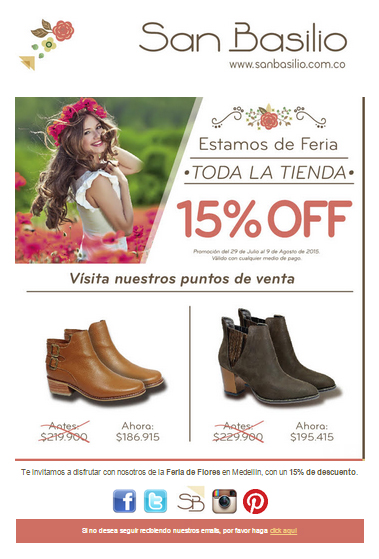 San Basilio
www.sanbasilio.com.co
Estamos de Feria
•TODA LA TIENDA•
15% OFF
Promoción del 29 de Julio al 9 de Agosto de 2015.
Válido con cualquier medio de pago.
Visita nuestros puntos de venta
Antes: $219.900
Ahora: $186.915
Antes: $229.900
Ahora: $195.415
Te invitamos a disfrutar con nosotros de la Feria de Flores en Medellín, con un 15% de descuento.
f t SB Instagram P
Si no desea seguir recibiendo nuestros emails, por favor haga click aquí